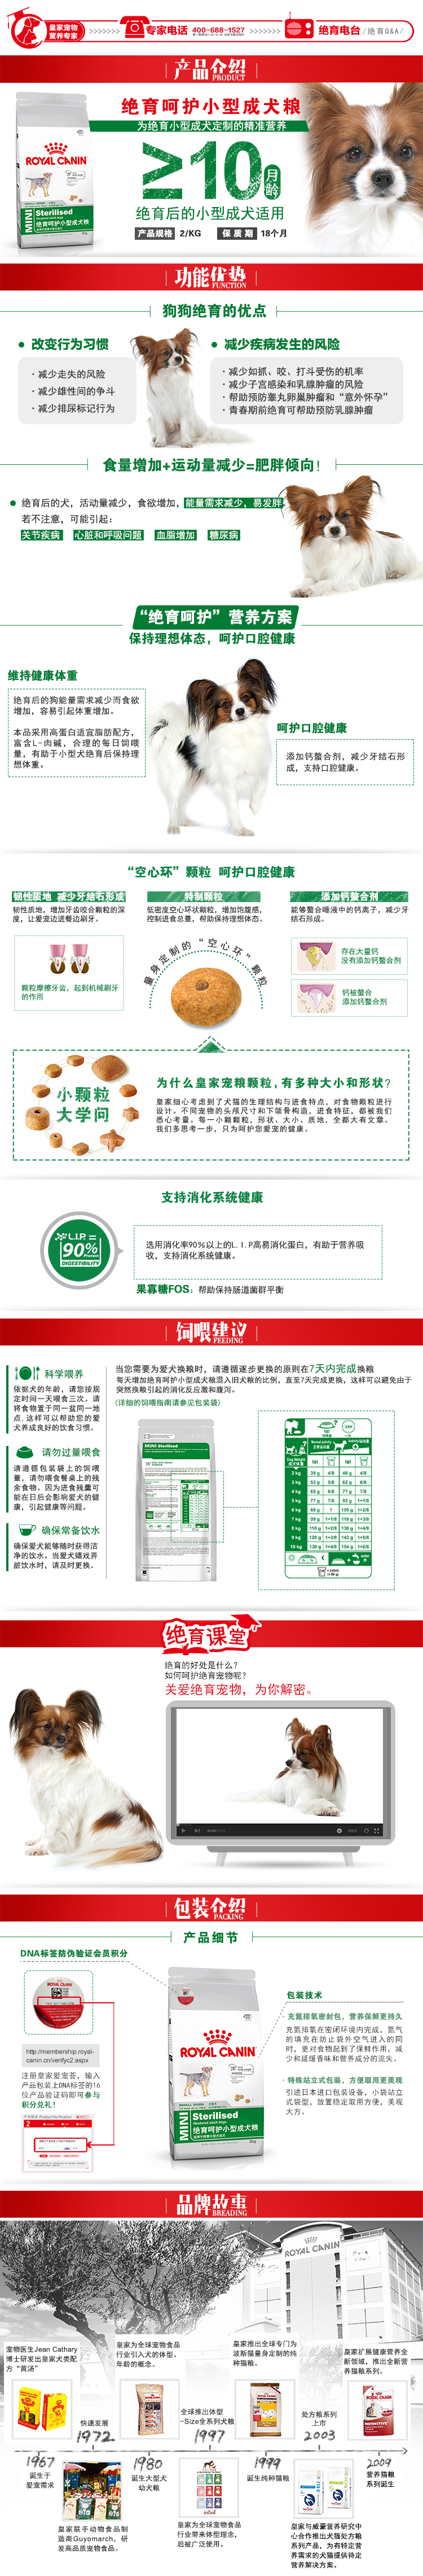 皇家宠物
营养专家
>>>>>>>
专家电话 400-688-1527
>>>>>>>
绝育电台 /绝育Q&A/
产品介绍
PRODUCT
绝育呵护小型成犬粮
为绝育小型成犬定制的精准营养
≥10月龄
绝育后的小型成犬适用
产品规格 2/KG 保质期 18个月
ROYAL CANIN
MINI
Sterilised
绝育呵护小型成犬粮
功能优势
FUNCTION
狗狗绝育的优点
● 改变行为习惯
· 减少走失的风险
· 减少雄性间的争斗
· 减少排尿标记行为
● 减少疾病发生的风险
· 减少如抓、咬、打斗受伤的机率
· 减少子宫感染和乳腺肿瘤的风险
· 帮助预防睾丸卵巢肿瘤和“意外怀孕”
· 青春期前绝育可帮助预防乳腺肿瘤
食量增加+运动量减少=肥胖倾向!
● 绝育后的犬，活动量减少，食欲增加，能量需求减少，易发胖
若不注意，可能引起：
关节疾病 心脏和呼吸问题 血脂增加 糖尿病
“绝育呵护”营养方案
保持理想体态，呵护口腔健康
维持健康体重
绝育后的狗能量需求减少而食欲
增加，容易引起体重增加。
本品采用高蛋白适宜脂肪配方，
富含L-肉碱，合理的每日饲喂
量，有助于小型犬绝育后保持理
想体重。
呵护口腔健康
添加钙螯合剂，减少牙结石形
成，支持口腔健康。
“空心环”颗粒 呵护口腔健康
韧性质地 减少牙结石形成
韧性质地，增加牙齿咬合颗粒的深
度，让爱宠边进餐边刷牙。
颗粒摩擦牙齿，起到机械刷牙
的作用
特制颗粒
低密度空心环状颗粒，增加饱腹感，
控制进食总量，帮助保持理想体态。
量身定制的“空心环”颗粒
添加钙螯合剂
能够螯合唾液中的钙离子，减少牙
结石形成。
存在大量钙
没有添加钙螯合剂
钙被螯合
添加钙螯合剂
小颗粒
大学问
为什么皇家宠粮颗粒，有多种大小和形状？
皇家细心考虑到了犬猫的生理结构与进食特点，对食物颗粒进行
设计。不同宠物的头颅尺寸和下颌骨构造，进食特征，都被我们
悉心考量。每一小颗颗粒，形状、大小、质地，全都大有文章。
我们多思考一步，只为呵护您爱宠的健康。
支持消化系统健康
L.I.P.
=
90%
Protein
DIGESTIBILITY
选用消化率90%以上的L.I.P高易消化蛋白，有助于营养吸
收，支持消化系统健康。
果寡糖FOS：帮助保持肠道菌群平衡
饲喂建议
FEEDING
科学喂养
依据犬的年龄，请您按规
定时间一天喂食三次。请
将食物置于同一盆同一地
点，这样可以帮助您的爱
犬养成良好的饮食习惯。
请勿过量喂食
请遵循包装袋上的饲喂
量，请勿喂食餐桌上的残
余食物。因为进食残羹可
能在日后会影响爱犬的健
康，引起健康等问题。
确保常备饮水
确保爱犬能够随时获得洁
净的饮水。当爱犬嬉戏弄
脏饮水时，请及时更换。
当您需要为爱犬换粮时，请遵循逐步更换的原则在7天内完成换粮
每天增加绝育呵护小型成犬粮混入旧犬粮的比例，直至7天完成更换，这样可以避免由于
突然换粮引起的消化反应激和腹泻。
（详细的饲喂指南请参见包装袋）
MINI Sterilised
2 kg 39 g 4/8 46 g 4/8
3 kg 53 g 5/8 62 g 6/8
4 kg 65 g 6/8 77 g 7/8
5 kg 77 g 7/8 92 g 1+1/8
绝育课堂
绝育的好处是什么？
如何呵护绝育宠物呢？
关爱绝育宠物，为你解密。
包装介绍
PACKING
产品细节
DNA标签防伪验证会员积分
ROYAL CANIN
http://membership.royal-
canin.cn/verifyc2.aspx
注册皇家爱宠荟，输入
产品包装上DNA标签的16
位产品验证码即可参与
积分兑礼！
ROYAL CANIN
MINI
Sterilised
绝育呵护小型成犬粮
包装技术
· 充氮排氧密封包，营养保鲜更持久
充氮排氧在密闭环境内完成，氮气
的填充在防止袋外空气进入的同
时，更对食物起到了保鲜作用，减
少和延缓香味和营养成分的流失。
· 特殊站立式包装，方便取用更美观
引进日本进口包装设备，小袋站立
式袋型，放置稳定取用方便，美观
大方。
品牌故事
BREADING
ROYAL CANIN
宠物医生Jean Cathary
博士研发出皇家犬类配
方“黄汤”
1967
诞生于
爱宠需求
快速发展
1972
皇家联手动物食品制
造商Guyomarch，研
发高品质宠物食品。
皇家为全球宠物食品
行业引入犬的体型、
年龄的概念。
1980
诞生大型犬
幼犬粮
全球推出体型
-Size全系列犬粮
1997
皇家为全球宠物食品
行业带来体型理念，
后被广泛使用。
皇家推出全球专门为
波斯猫量身定制的纯
种猫粮。
1999
诞生纯种猫粮
处方粮系列
上市
2003
皇家与威豪营养研究中
心合作推出犬猫处方粮
系列产品，为有特定营
养需求的犬猫提供特定
营养解决方案。
皇家扩展健康营养全
新领域，推出全新营
养猫粮系列。
2009
营养猫粮
系列诞生